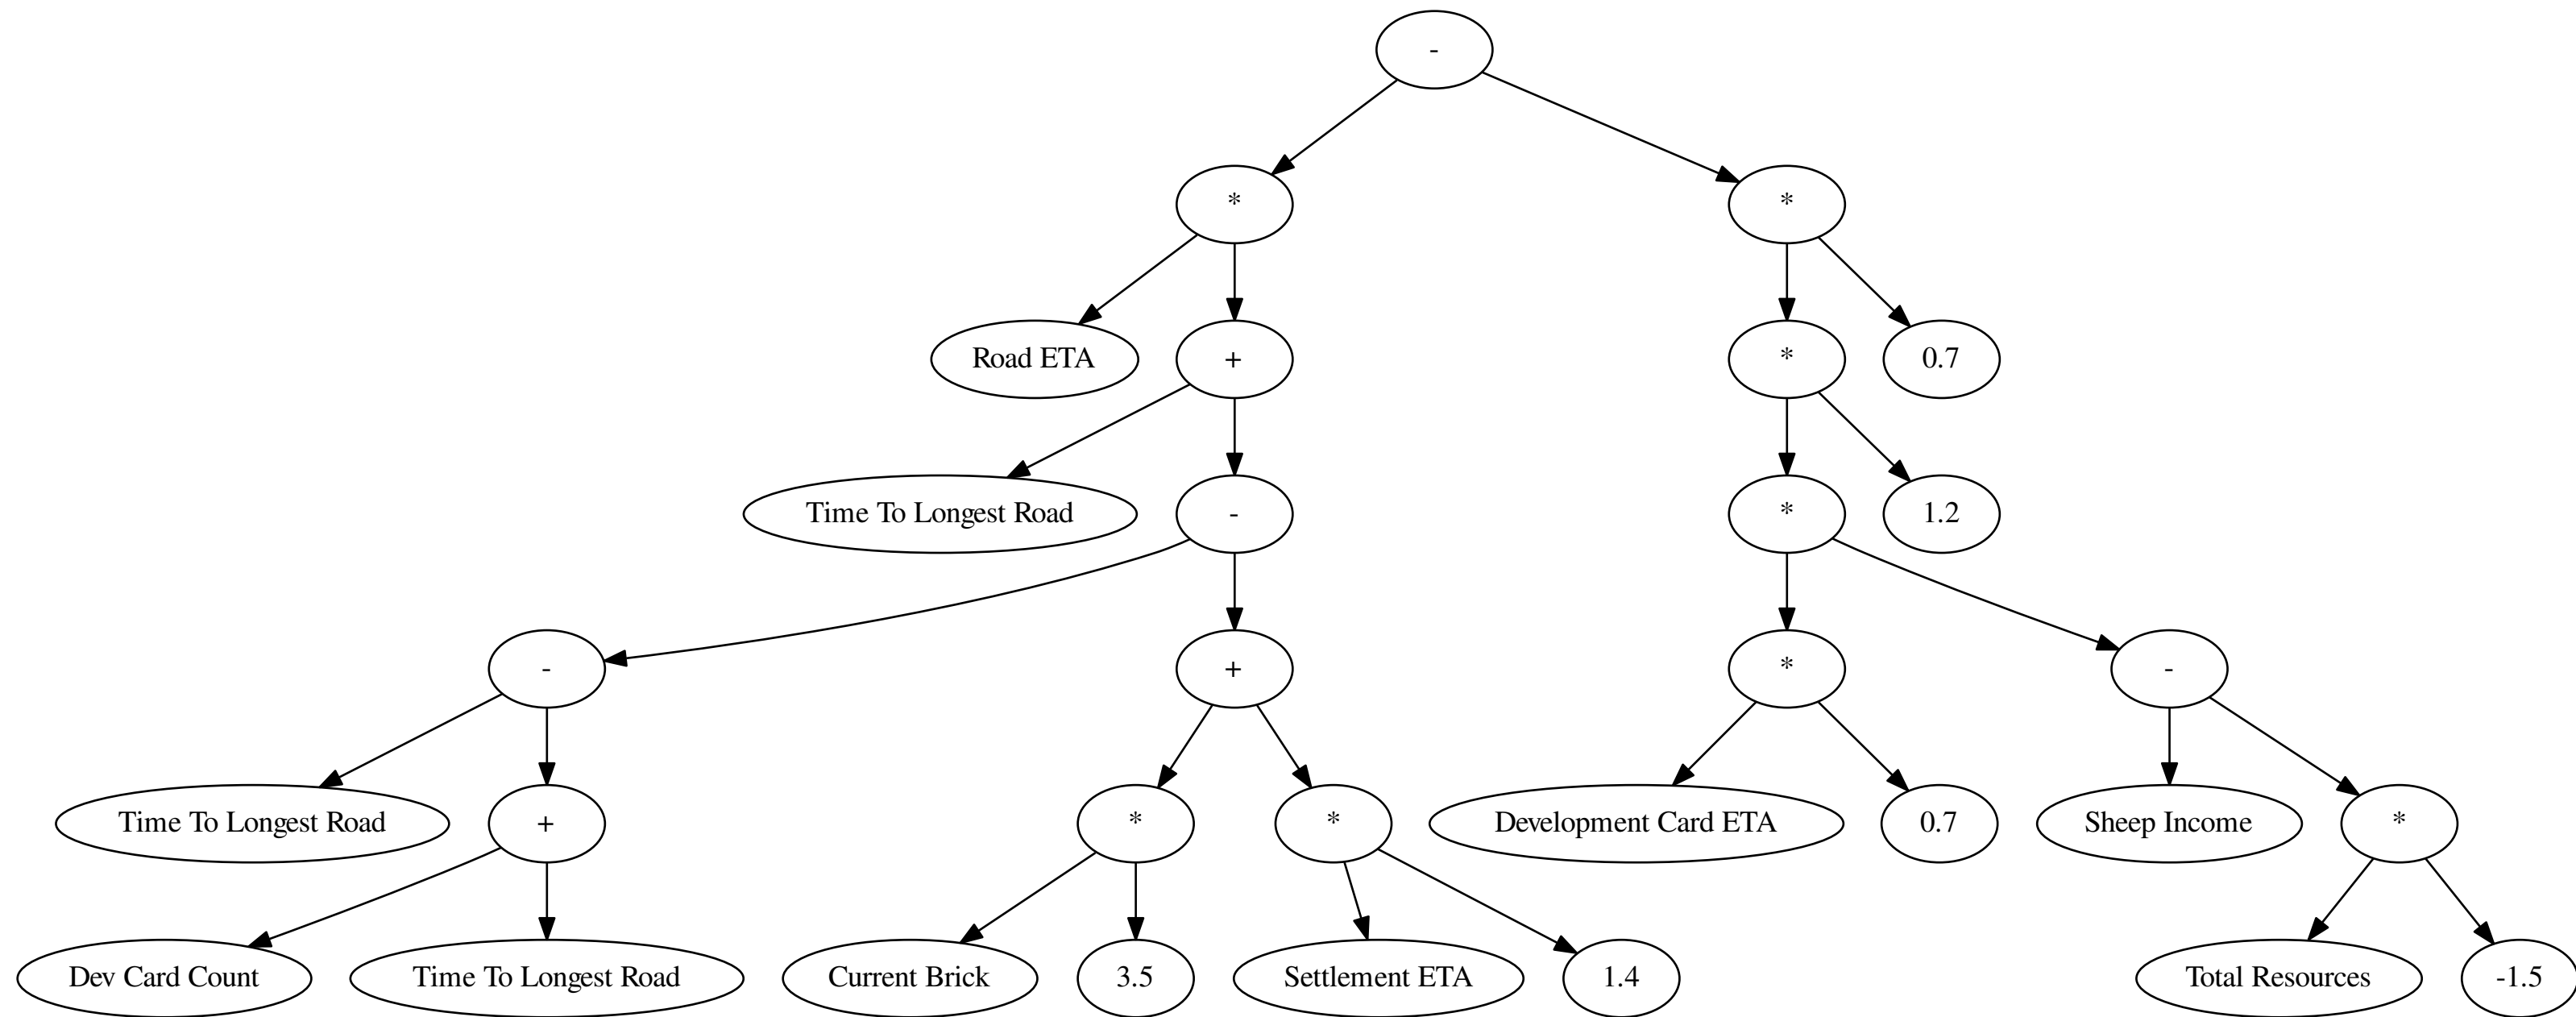 -
*
*
Road ETA
+
*
0.7
Time To Longest Road
-
*
1.2
-
+
*
-
Time To Longest Road
+
*
*
Development Card ETA
0.7
Sheep Income
*
Dev Card Count
Time To Longest Road
Current Brick
3.5
Settlement ETA
1.4
Total Resources
-1.5